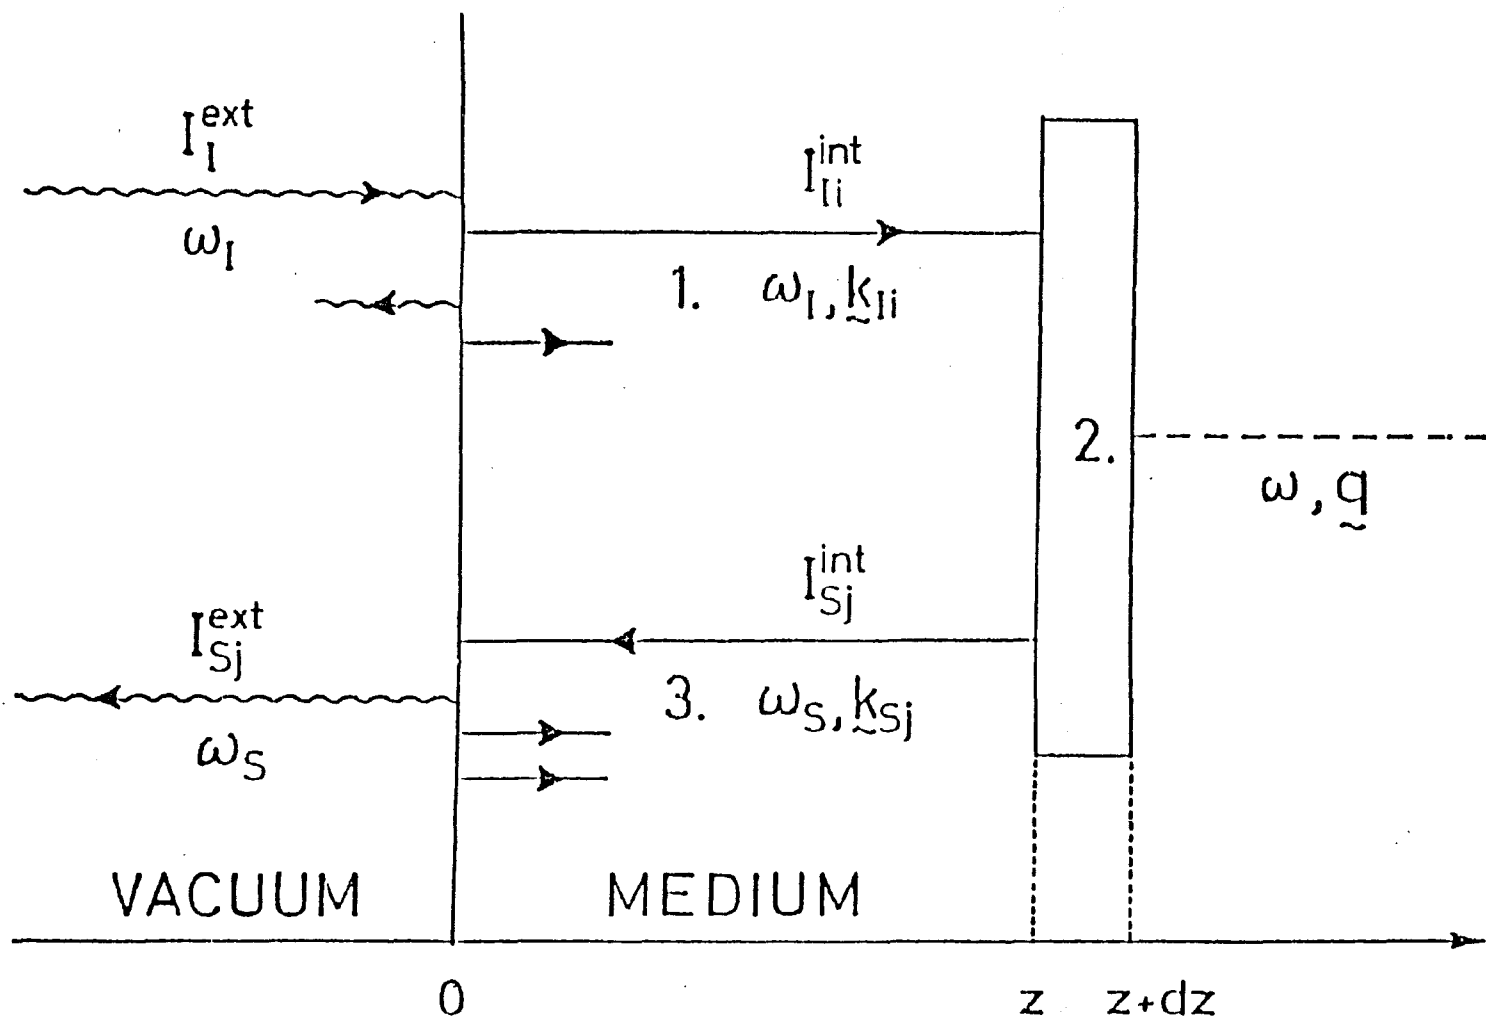 I_I^ext
ω_I
I_Ii^int
1. ω_I, k_Ii
2.
ω, q
I_Sj^int
I_Sj^ext
3. ω_S, k_Sj
ω_S
VACUUM MEDIUM
0 z z+dz